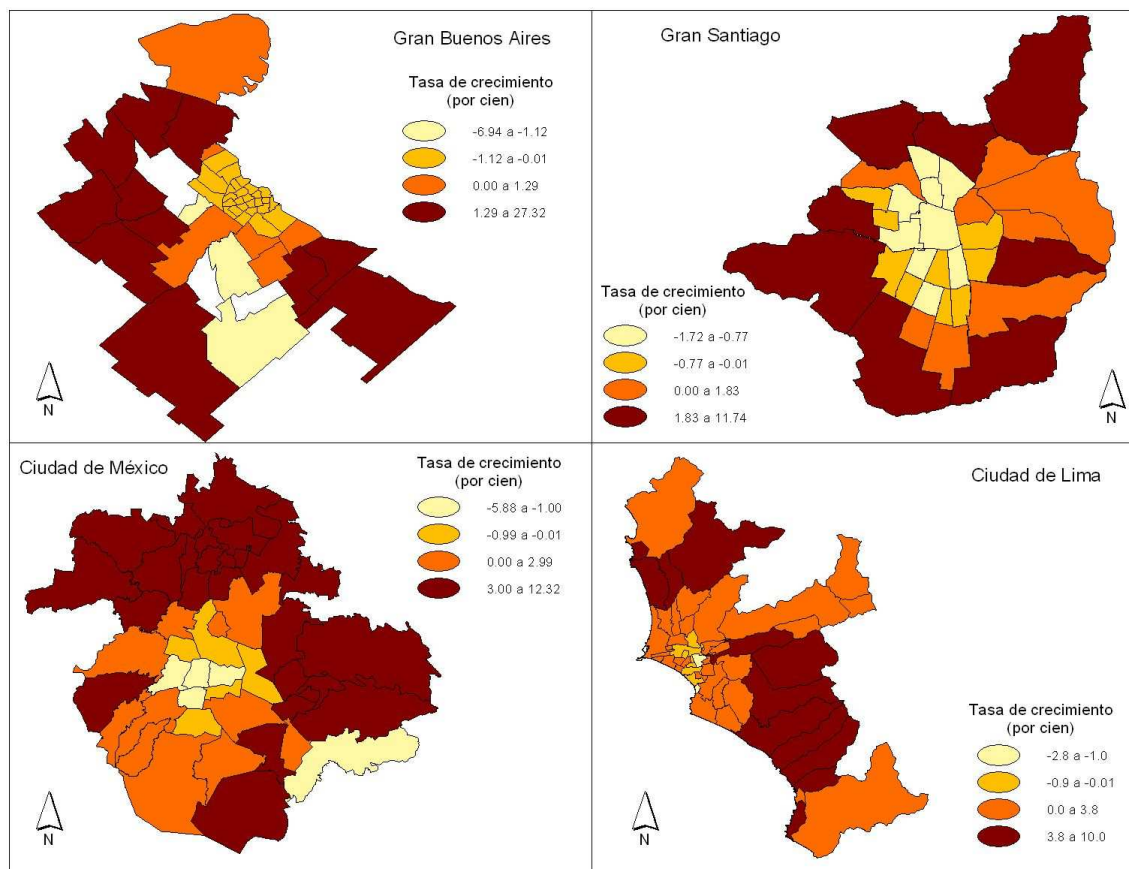 Gran Buenos Aires
Tasa de crecimiento
(por cien)
-6.94 a -1.12
-1.12 a -0.01
0.00 a 1.29
1.29 a 27.32
N
Gran Santiago
Tasa de crecimiento
(por cien)
-1.72 a -0.77
-0.77 a -0.01
0.00 a 1.83
1.83 a 11.74
N
Ciudad de México
Tasa de crecimiento
(por cien)
-5.88 a -1.00
-0.99 a -0.01
0.00 a 2.99
3.00 a 12.32
N
Ciudad de Lima
Tasa de crecimiento
(por cien)
-2.8 a -1.0
-0.9 a -0.01
0.0 a 3.8
3.8 a 10.0
N